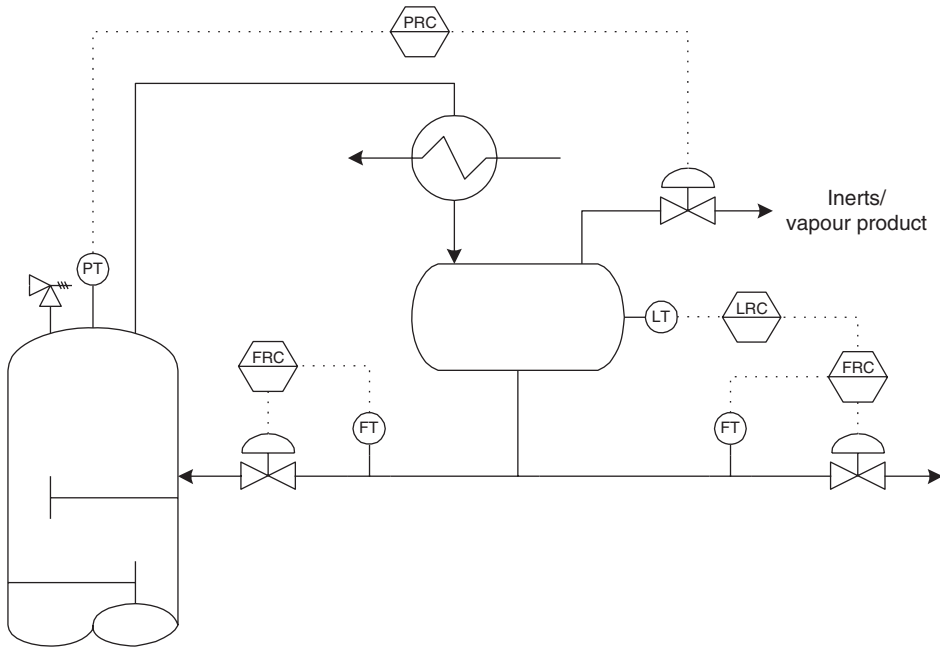 PRC
Inerts/
vapour product
PT
LT
LRC
FRC
FRC
FT
FT